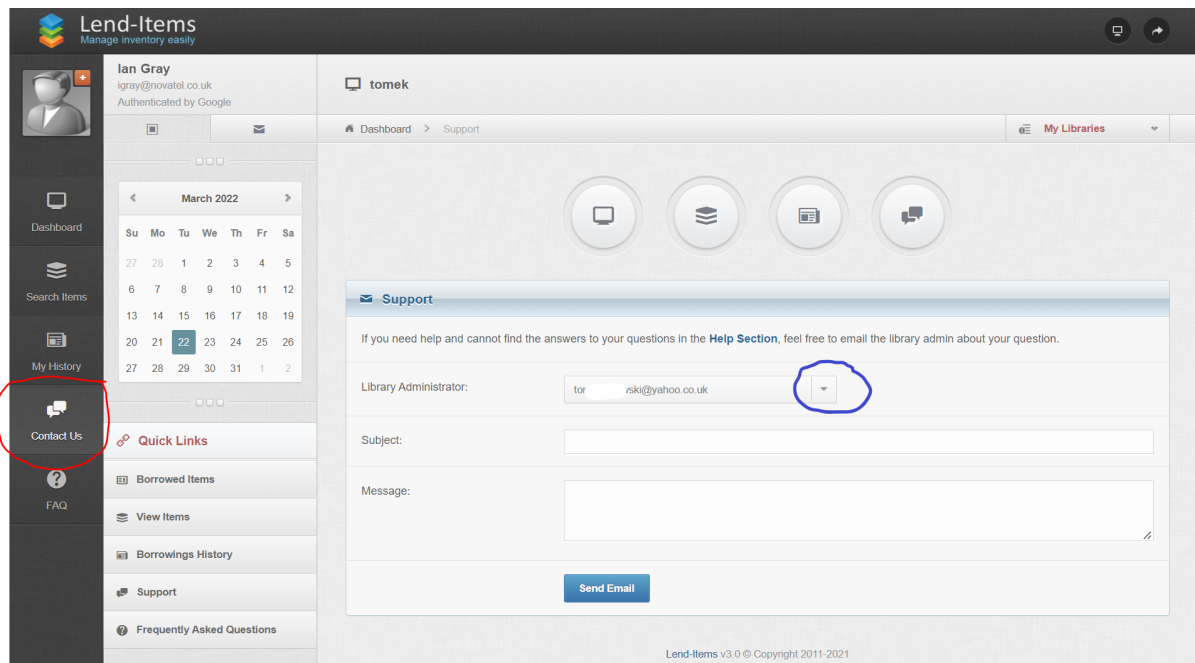 Lend-Items
Manage inventory easily
Ian Gray
igray@novatel.co.uk
Authenticated by Google
tomek
Dashboard > Support
My Libraries
Dashboard
Search Items
My History
Contact Us
FAQ
March 2022
Su Mo Tu We Th Fr Sa
27 28 1 2 3 4 5
6 7 8 9 10 11 12
13 14 15 16 17 18 19
20 21 22 23 24 25 26
27 28 29 30 31 1 2
Quick Links
Borrowed Items
View Items
Borrowings History
Support
Frequently Asked Questions
Support
If you need help and cannot find the answers to your questions in the Help Section, feel free to email the library admin about your question.
Library Administrator:
tor vski@yahoo.co.uk
Subject:
Message:
Send Email
Lend-Items v3.0 © Copyright 2011-2021